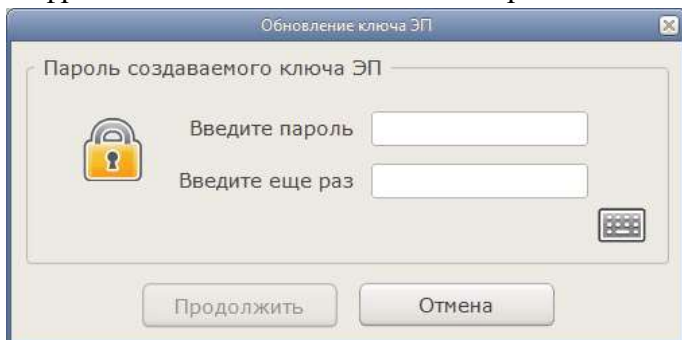 Обновление ключа ЭП
Пароль создаваемого ключа ЭП
Введите пароль
Введите еще раз
Продолжить
Отмена